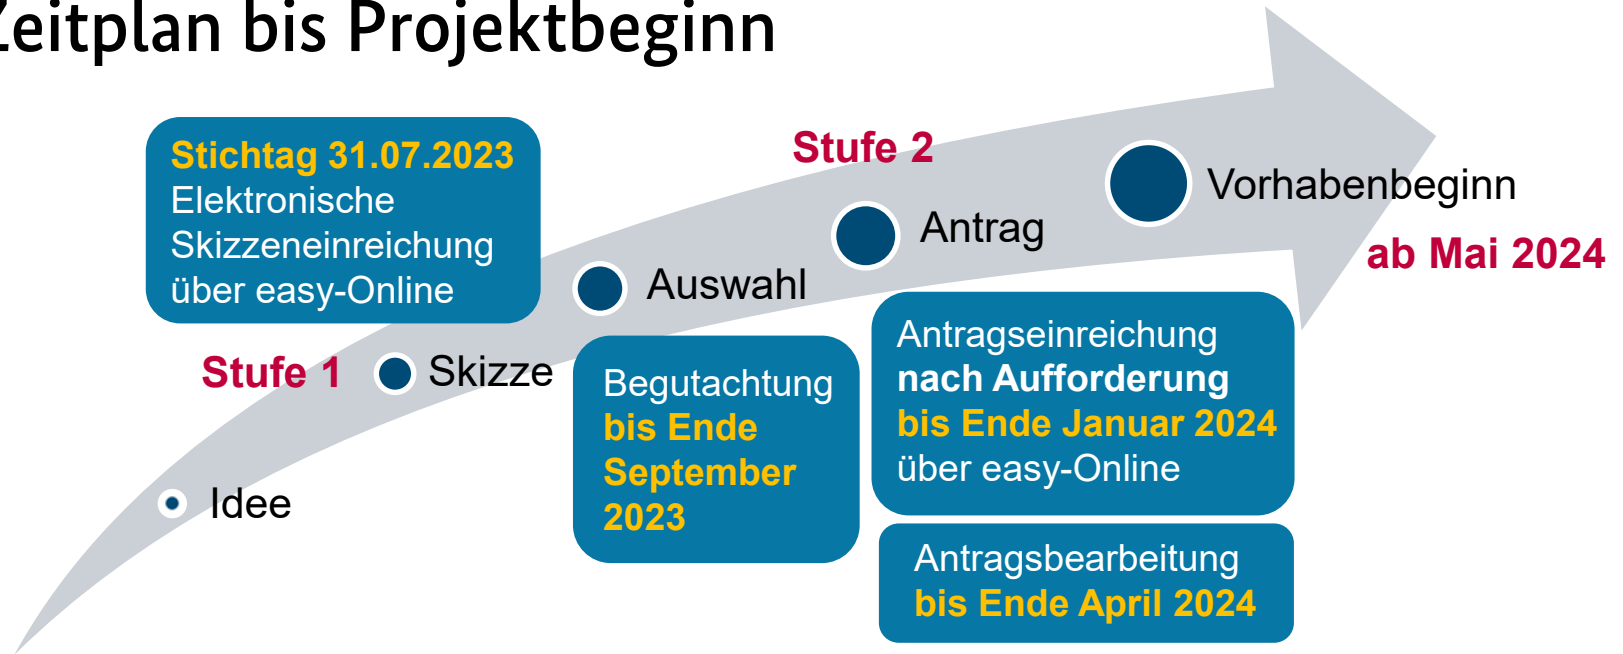 Zeitplan bis Projektbeginn
Stichtag 31.07.2023
Elektronische
Skizzeneinreichung
über easy-Online
Stufe 1
Skizze
Idee
Auswahl
Begutachtung
bis Ende
September
2023
Stufe 2
Antrag
Antragseinreichung
nach Aufforderung
bis Ende Januar 2024
über easy-Online
Antragsbearbeitung
bis Ende April 2024
Vorhabenbeginn
ab Mai 2024